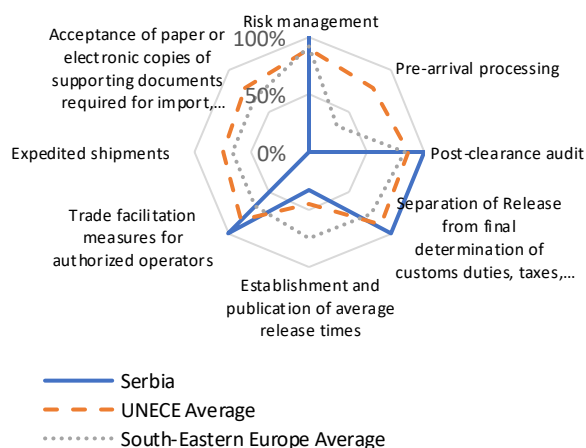 Risk management
100%
50%
0%
Pre-arrival processing
Post-clearance audit
Separation of Release
from final
determination of
customs duties, taxes,...
Establishment and
publication of average
release times
Trade facilitation
measures for
authorized operators
Expedited shipments
Acceptance of paper or
electronic copies of
supporting documents
required for import,...
Serbia
UNECE Average
South-Eastern Europe Average